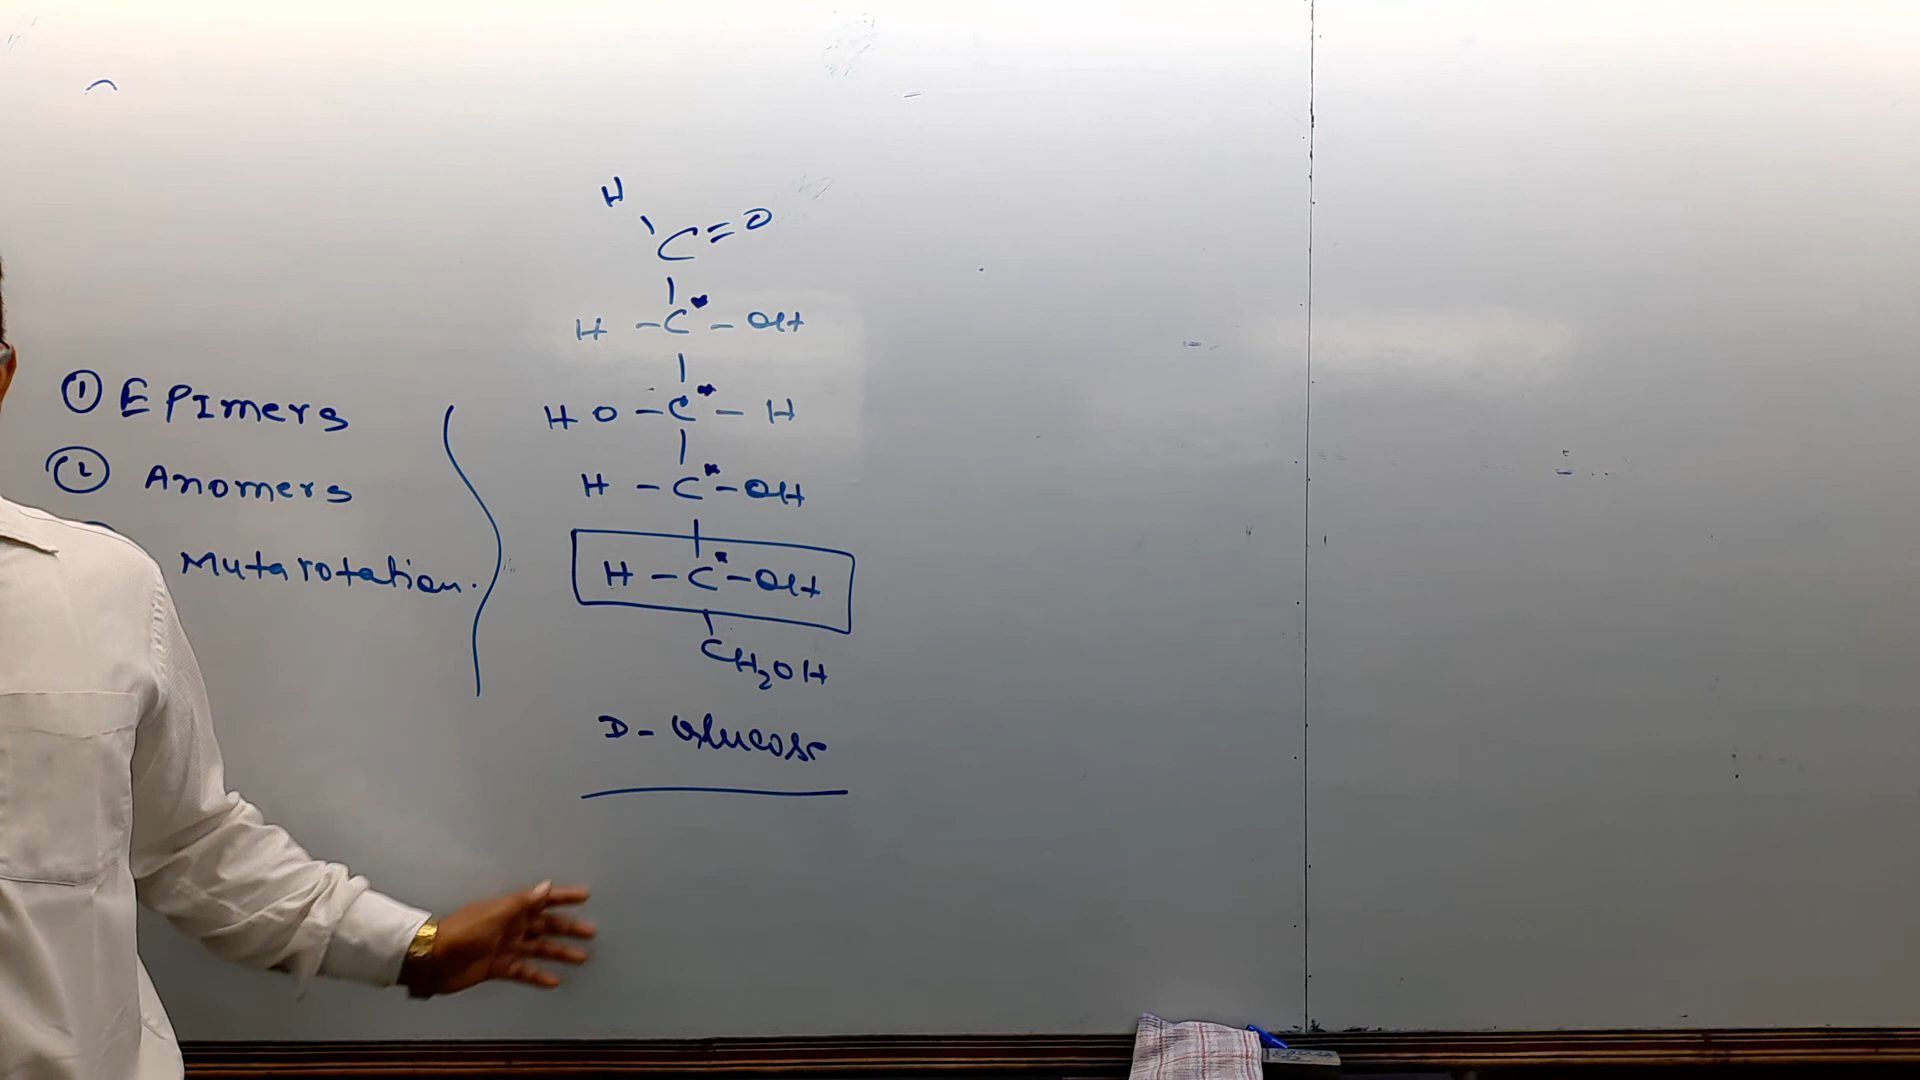 ① EPImers
② Anomers
Mutarotation.
H
C=O
H - C* - OH
HO - C* - H
H - C* - OH
H - C* - OH
CH₂OH
D- Glucose